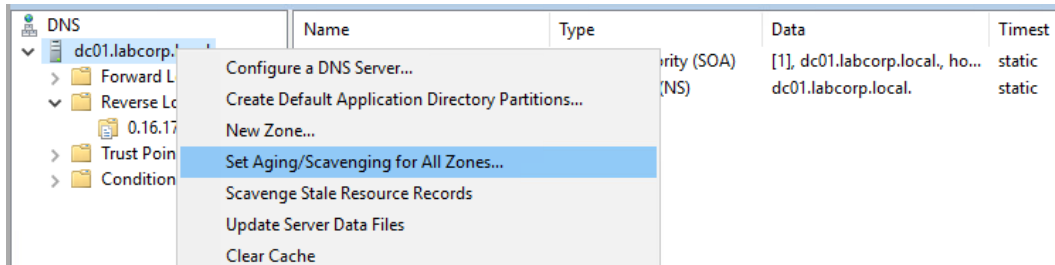 DNS
Name Type Data Timest
dc01.labcorp.local
Forward L
Reverse Lo
0.16.17
Trust Poin
Condition
Configure a DNS Server...
Create Default Application Directory Partitions...
New Zone...
Set Aging/Scavenging for All Zones...
Scavenge Stale Resource Records
Update Server Data Files
Clear Cache
rity (SOA) [1], dc01.labcorp.local., ho... static
(NS) dc01.labcorp.local. static